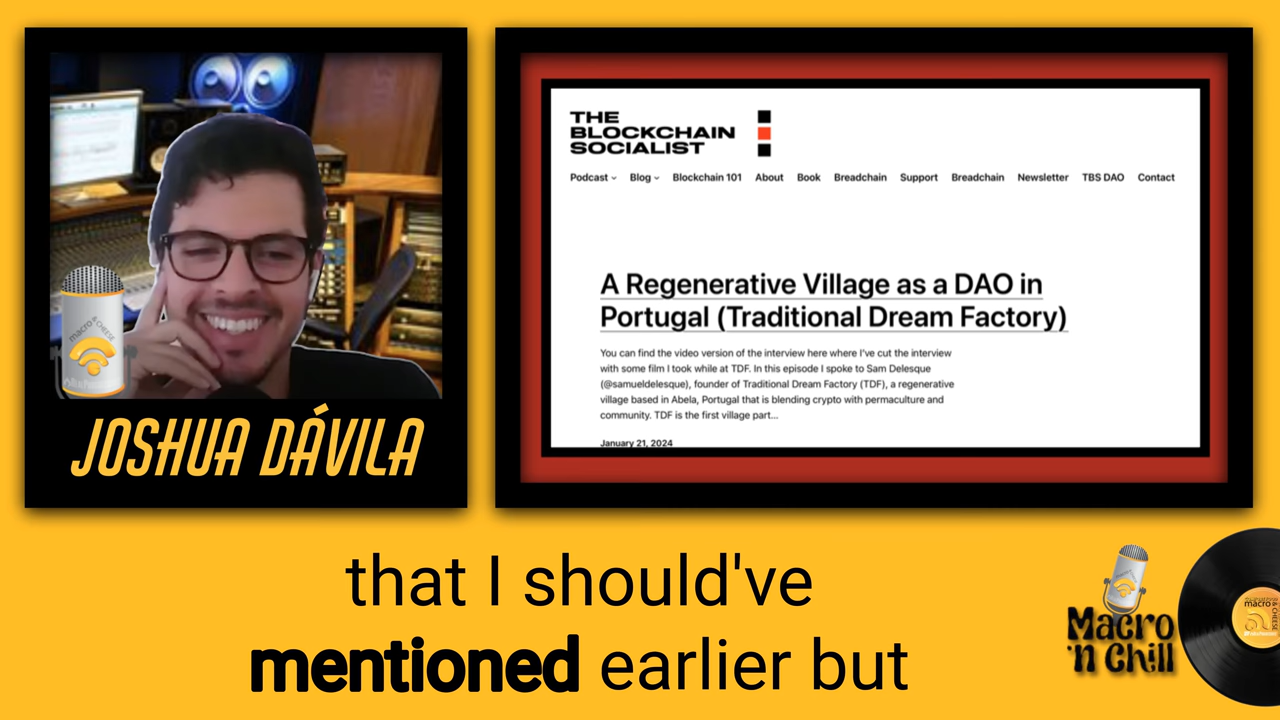 macro & CHEESE
JOSHUA DÁVILA
THE
BLOCKCHAIN
SOCIALIST
Podcast Blog Blockchain 101 About Book Breadchain Support Breadchain Newsletter TBS DAO Contact
A Regenerative Village as a DAO in
Portugal (Traditional Dream Factory)
You can find the video version of the interview here where I've cut the interview
with some film I took while at TDF. In this episode I spoke to Sam Delesque
(@samueldelesque), founder of Traditional Dream Factory (TDF), a regenerative
village based in Abela, Portugal that is blending crypto with permaculture and
community. TDF is the first village part...
January 21, 2024
that I should've
mentioned earlier but
Macro
'N Chill
macro & CHEESE